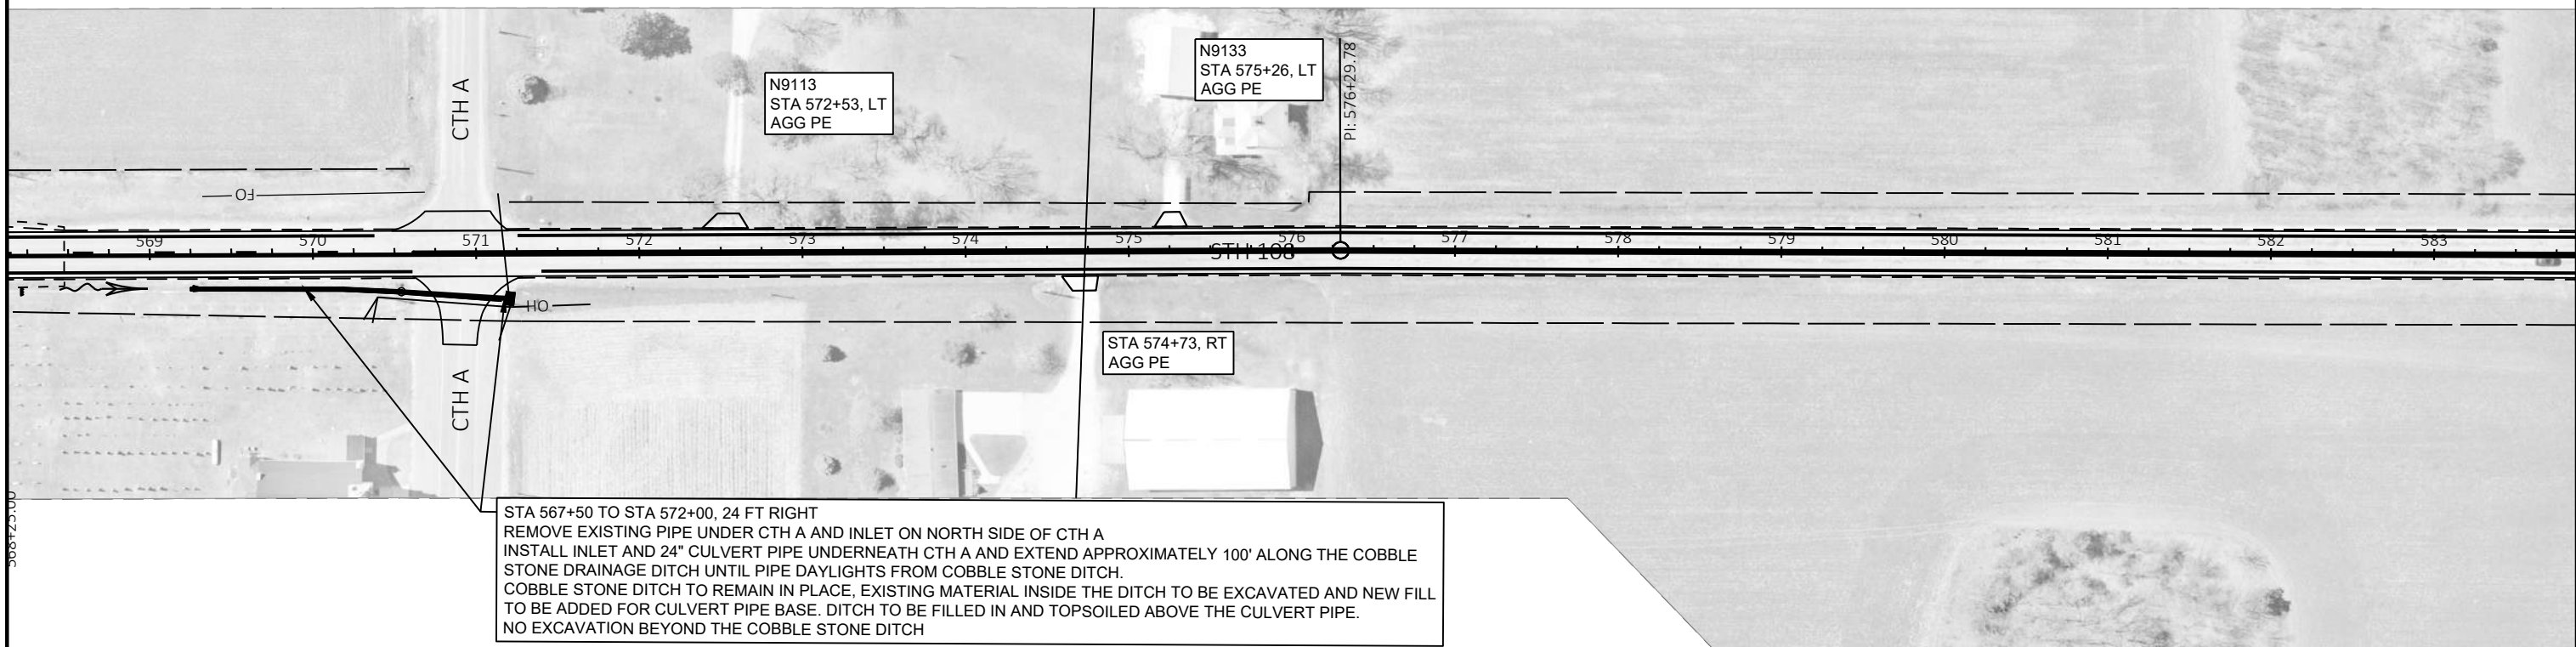 CTH A
N9113
STA 572+53, LT
AGG PE
N9133
STA 575+26, LT
AGG PE
PI: 576+29.78
FO
569
570
571
572
573
574
575
576
577
578
579
580
581
582
583
STH 108
OH
CTH A
STA 574+73, RT
AGG PE
568+25.00
STA 567+50 TO STA 572+00, 24 FT RIGHT
REMOVE EXISTING PIPE UNDER CTH A AND INLET ON NORTH SIDE OF CTH A
INSTALL INLET AND 24" CULVERT PIPE UNDERNEATH CTH A AND EXTEND APPROXIMATELY 100' ALONG THE COBBLE
STONE DRAINAGE DITCH UNTIL PIPE DAYLIGHTS FROM COBBLE STONE DITCH.
COBBLE STONE DITCH TO REMAIN IN PLACE, EXISTING MATERIAL INSIDE THE DITCH TO BE EXCAVATED AND NEW FILL
TO BE ADDED FOR CULVERT PIPE BASE. DITCH TO BE FILLED IN AND TOPSOILED ABOVE THE CULVERT PIPE.
NO EXCAVATION BEYOND THE COBBLE STONE DITCH